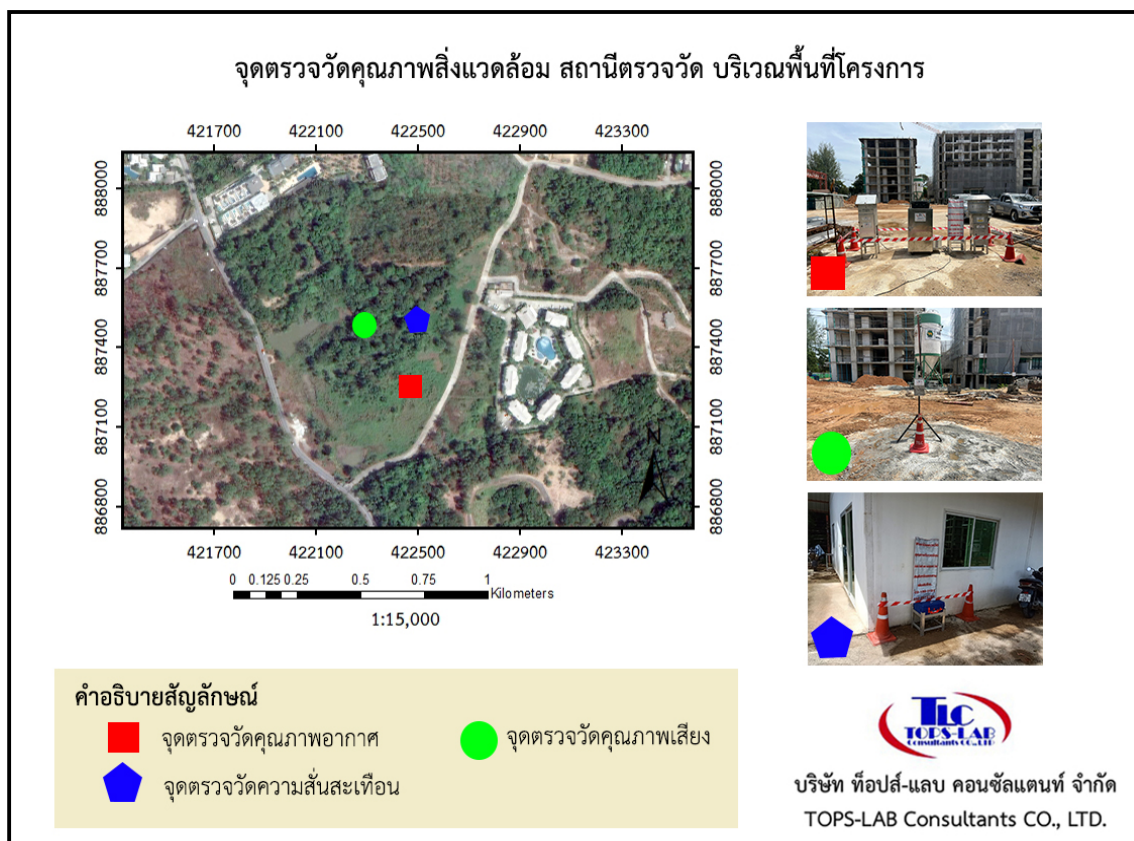 จุดตรวจวัดคุณภาพสิ่งแวดล้อม สถานีตรวจวัด บริเวณพื้นที่โครงการ
421700 422100 422500 422900 423300
888000 888000
887700 887700
887400 887400
887100 887100
886800 886800
N
421700 422100 422500 422900 423300
0 0.125 0.25 0.5 0.75 1
Kilometers
1:15,000
คำอธิบายสัญลักษณ์
จุดตรวจวัดคุณภาพอากาศ
จุดตรวจวัดคุณภาพเสียง
จุดตรวจวัดความสั่นสะเทือน
TLC
TOPS-LAB
Consultants CO.,LTD.
บริษัท ท็อปส์-แลบ คอนซัลแตนท์ จำกัด
TOPS-LAB Consultants CO., LTD.